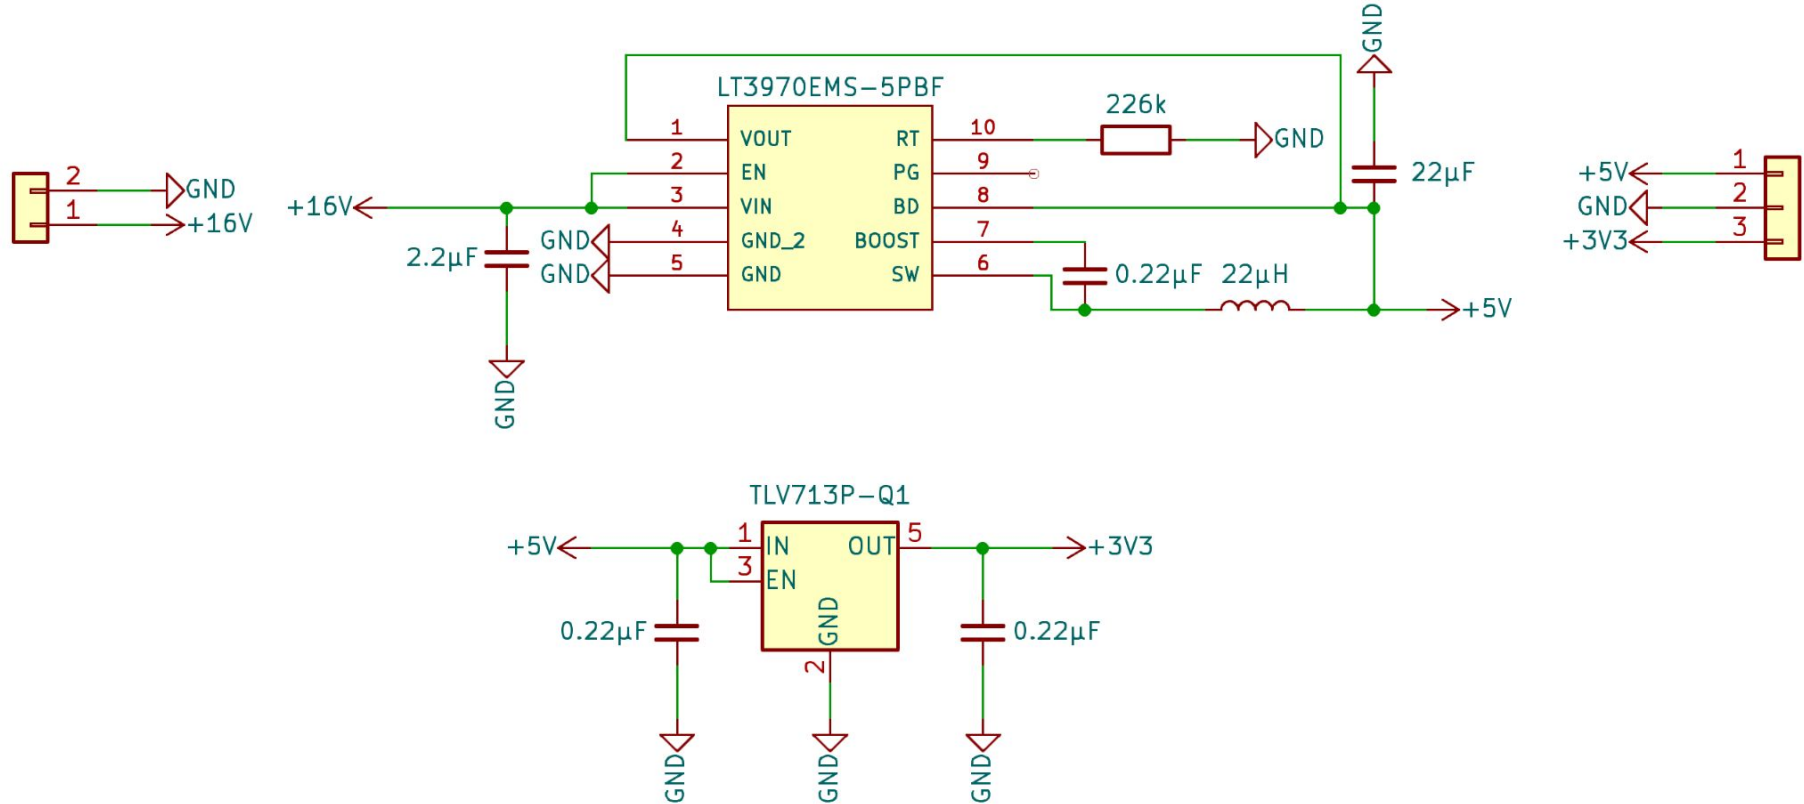 GND
LT3970EMS-5PBF
226k
1 VOUT RT 10 GND
2 EN PG 9
3 VIN BD 8
4 GND_2 BOOST 7
5 GND SW 6
2 GND
1 +16V
+16V
GND
GND
2.2µF
GND
22µF
0.22µF 22µH
+5V
+5V 1
GND 2
+3V3 3
TLV713P-Q1
+5V 1 IN OUT 5 +3V3
3 EN
GND
2
0.22µF
0.22µF
GND
GND
GND